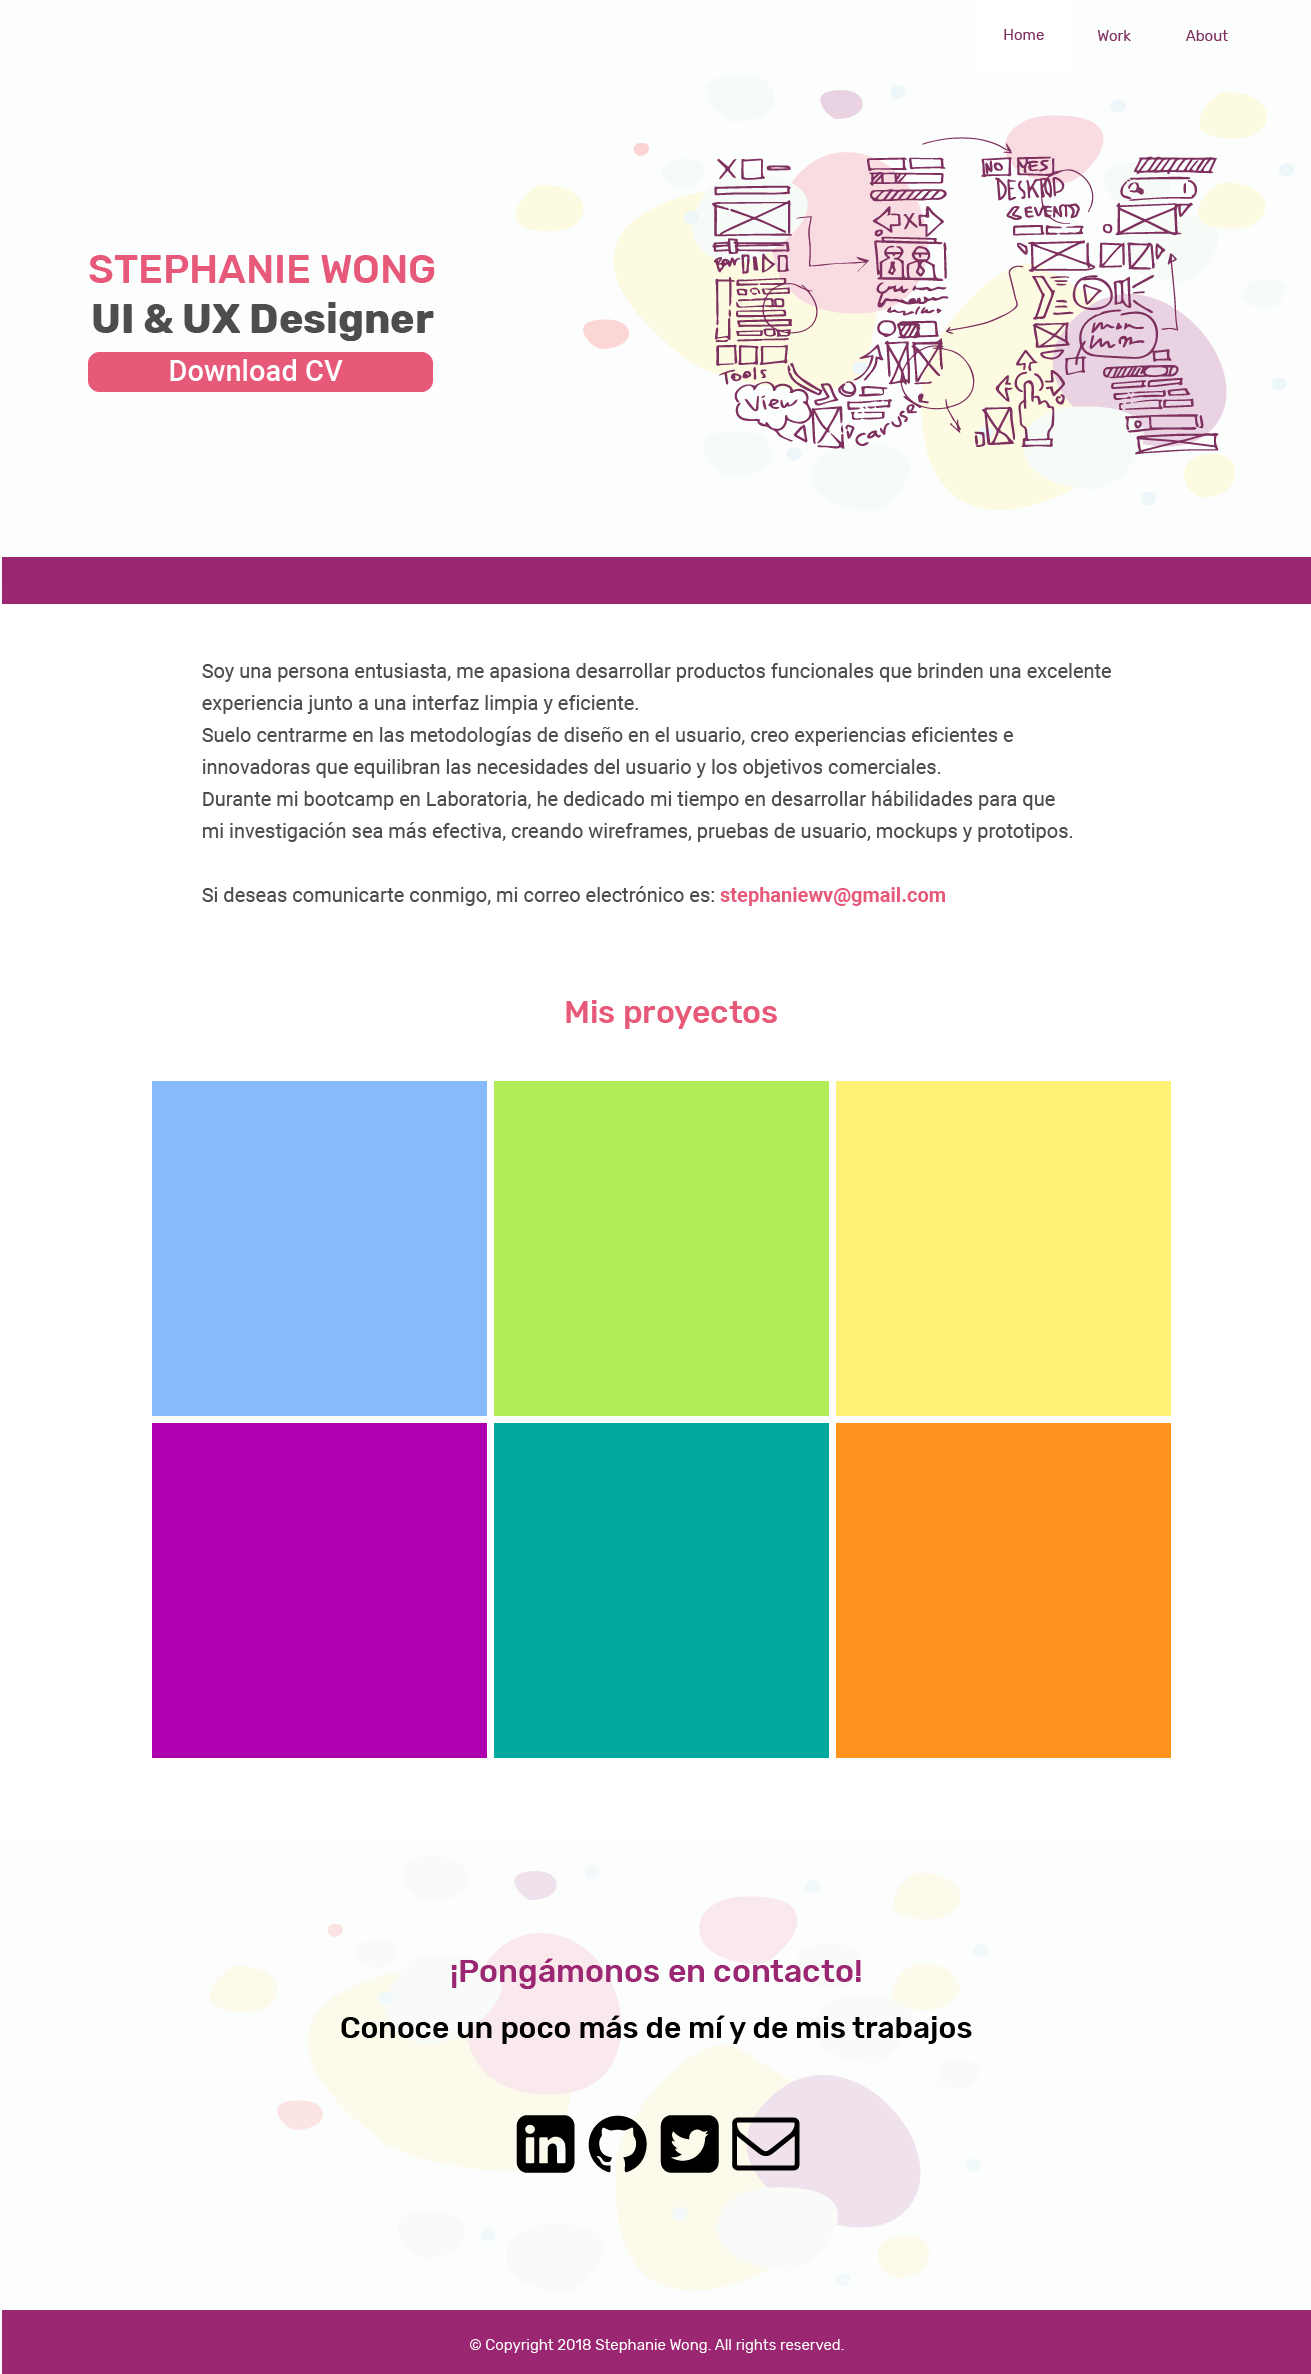 Home
Work
About
NO
YES
DESKTOP
EVENT
Tools
View
STEPHANIE WONG
UI & UX Designer
Download CV
Soy una persona entusiasta, me apasiona desarrollar productos funcionales que brinden una excelente
experiencia junto a una interfaz limpia y eficiente.
Suelo centrarme en las metodologías de diseño en el usuario, creo experiencias eficientes e
innovadoras que equilibran las necesidades del usuario y los objetivos comerciales.
Durante mi bootcamp en Laboratoria, he dedicado mi tiempo en desarrollar hábilidades para que
mi investigación sea más efectiva, creando wireframes, pruebas de usuario, mockups y prototipos.
Si deseas comunicarte conmigo, mi correo electrónico es: stephaniewv@gmail.com
Mis proyectos
¡Pongámonos en contacto!
Conoce un poco más de mí y de mis trabajos
in
© Copyright 2018 Stephanie Wong. All rights reserved.